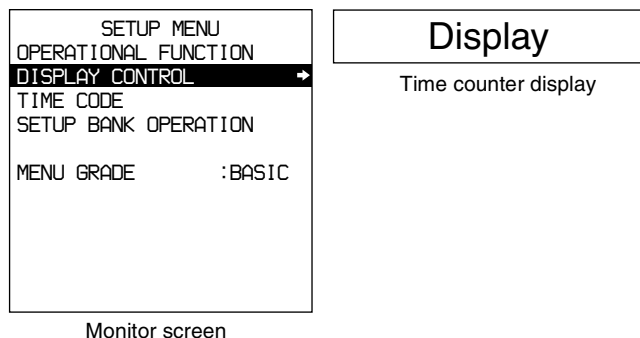 SETUP MENU
OPERATIONAL FUNCTION
DISPLAY CONTROL ➡
TIME CODE
SETUP BANK OPERATION
MENU GRADE :BASIC
Monitor screen
Display
Time counter display